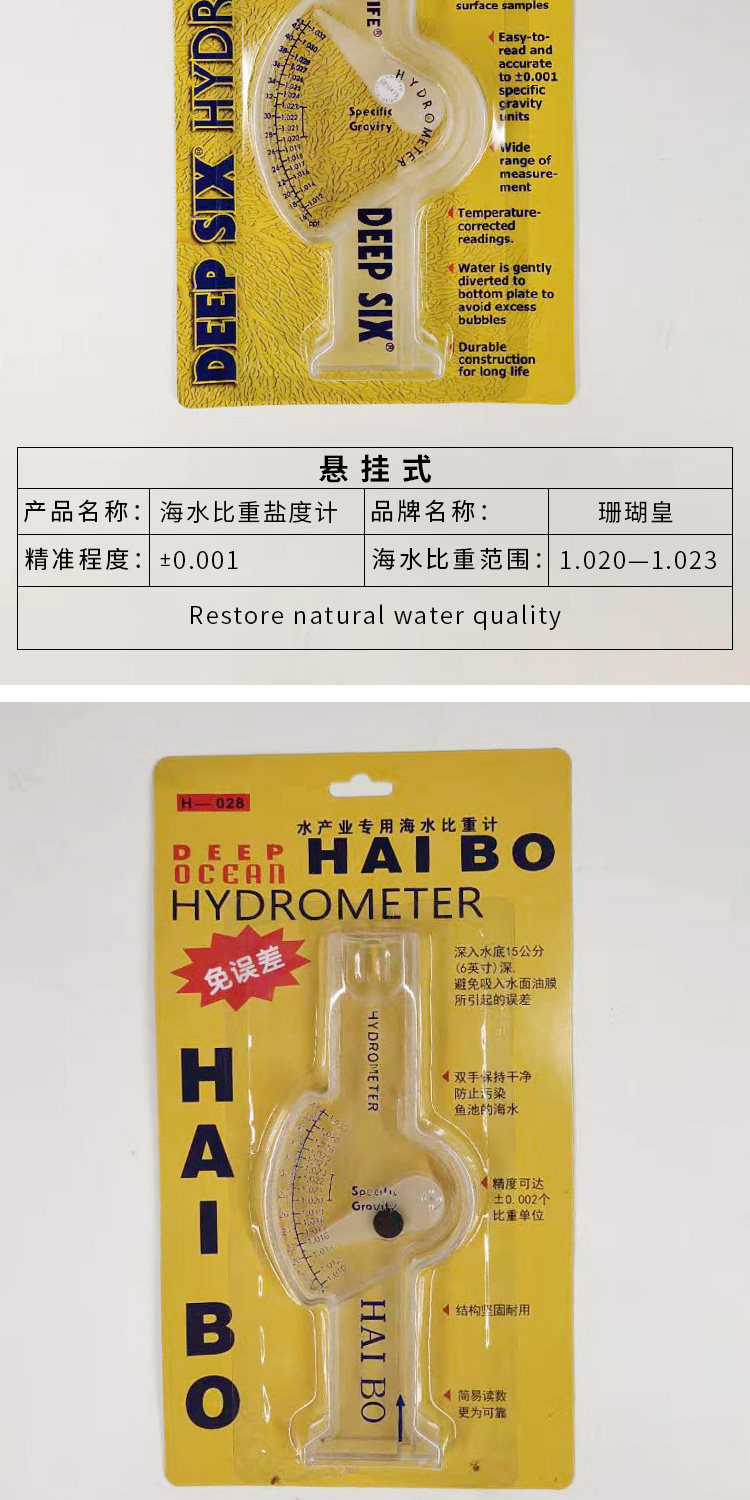 surface samples
IFE®
Easy-to-
read and
accurate
to ±0.001
specific
gravity
units
HYDROMETER
Specific
Gravity
Wide
range of
measure-
ment
Temperature-
corrected
readings.
Water is gently
diverted to
bottom plate to
avoid excess
bubbles
Durable
construction
for long life
DEEP SIX® HYDR
DEEP SIX®
悬挂式
产品名称： 海水比重盐度计 品牌名称： 珊瑚皇
精准程度： ±0.001 海水比重范围： 1.020—1.023
Restore natural water quality
H—028
水产业专用海水比重计
DEEP OCEAN HAI BO
HYDROMETER
免误差
深入水底15公分
(6英寸)深.
避免吸入水面油膜
所引起的误差
HYDROMETER
双手保持干净
防止污染
鱼池的海水
HAI BO
Specific
Gravity
精度可达
±0.002个
比重单位
结构坚固耐用
HAI BO
简易读数
更为可靠